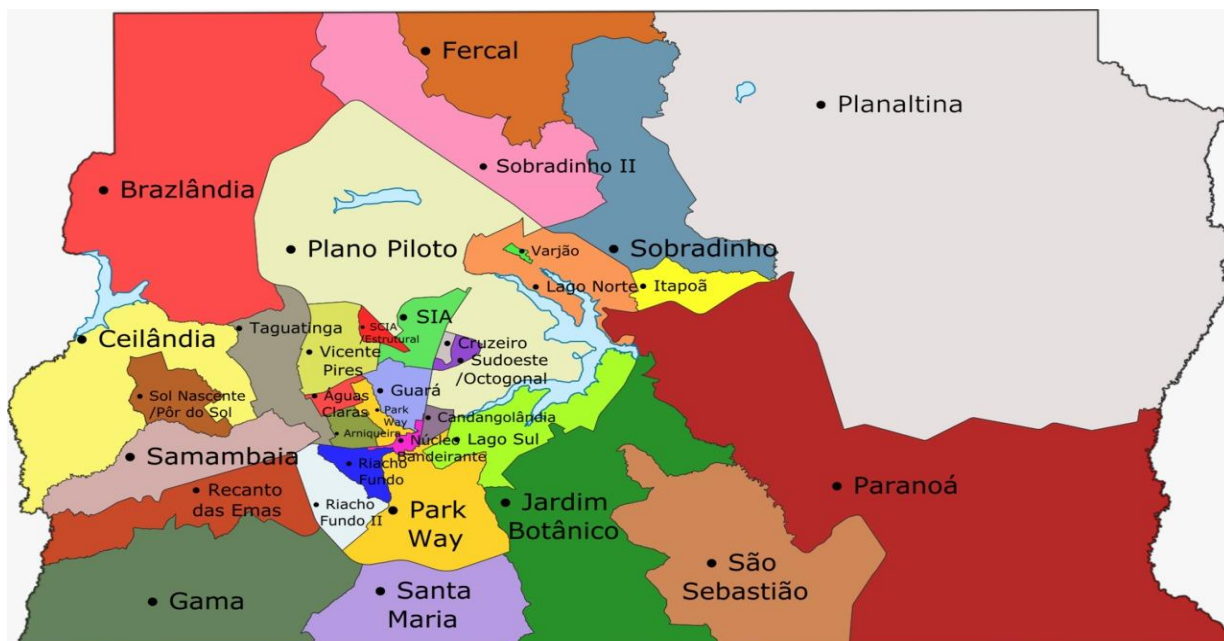 Fercal
Planaltina
Sobradinho II
Brazlândia
Plano Piloto
Varjão
Sobradinho
Lago Norte
Itapoã
SIA
Taguatinga
SCIA
/Estrutural
Ceilândia
Cruzeiro
Vicente
Pires
Sudoeste
/Octogonal
Guará
Sol Nascente
/Pôr do Sol
Águas
Claras
Park
Way
Candangolândia
Arniqueira
Núcleo
Bandeirante
Lago Sul
Samambaia
Riacho
Fundo
Recanto
das Emas
Riacho
Fundo II
Park
Way
Jardim
Botânico
Paranoá
São
Sebastião
Gama
Santa
Maria